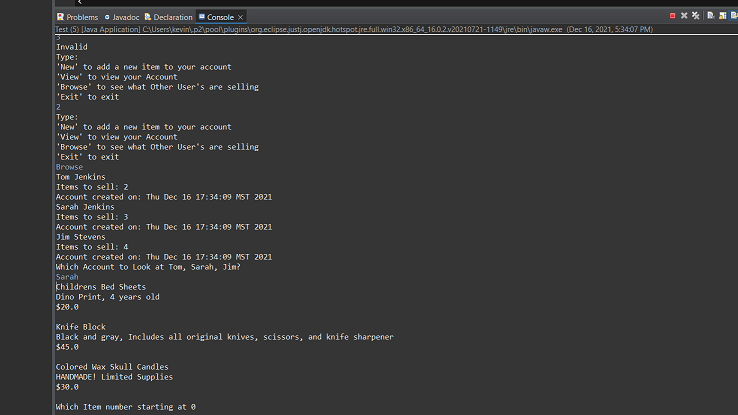 Problems Javadoc Declaration Console
Test (5) [Java Application] C:\Users\kevin\.p2\pool\plugins\org.eclipse.justj.openjdk.hotspot.jre.full.win32.x86_64_16.0.2.v20210721-1149\jre\bin\javaw.exe (Dec 16, 2021, 5:34:07 PM)
3
Invalid
Type:
'New' to add a new item to your account
'View' to view your Account
'Browse' to see what Other User's are selling
'Exit' to exit
2
Type:
'New' to add a new item to your account
'View' to view your Account
'Browse' to see what Other User's are selling
'Exit' to exit
Browse
Tom Jenkins
Items to sell: 2
Account created on: Thu Dec 16 17:34:09 MST 2021
Sarah Jenkins
Items to sell: 3
Account created on: Thu Dec 16 17:34:09 MST 2021
Jim Stevens
Items to sell: 4
Account created on: Thu Dec 16 17:34:09 MST 2021
Which Account to Look at Tom, Sarah, Jim?
Sarah
Childrens Bed Sheets
Dino Print, 4 years old
$20.0
Knife Block
Black and gray, Includes all original knives, scissors, and knife sharpener
$45.0
Colored Wax Skull Candles
HANDMADE! Limited Supplies
$30.0
Which Item number starting at 0